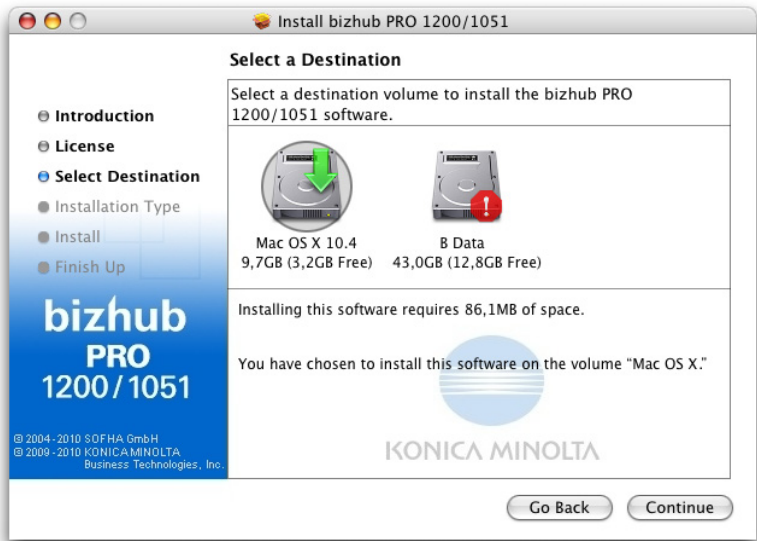 Install bizhub PRO 1200/1051
Select a Destination
Introduction
License
Select Destination
Installation Type
Install
Finish Up
Select a destination volume to install the bizhub PRO
1200/1051 software.
Mac OS X 10.4
9,7GB (3,2GB Free)
B Data
43,0GB (12,8GB Free)
Installing this software requires 86,1MB of space.
You have chosen to install this software on the volume “Mac OS X.”
KONICA MINOLTA
bizhub
PRO
1200/1051
© 2004-2010 SOFHA GmbH
© 2009-2010 KONICA MINOLTA
Business Technologies, Inc.
Go Back
Continue